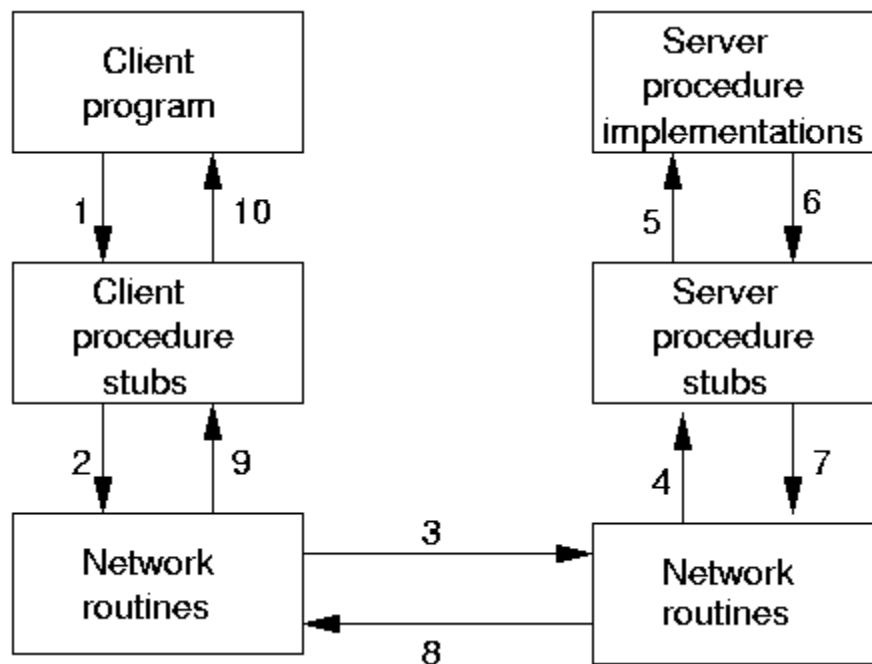 Client
program
Server
procedure
implementations
1
10
5
6
Client
procedure
stubs
Server
procedure
stubs
2
9
4
7
3
Network
routines
Network
routines
8